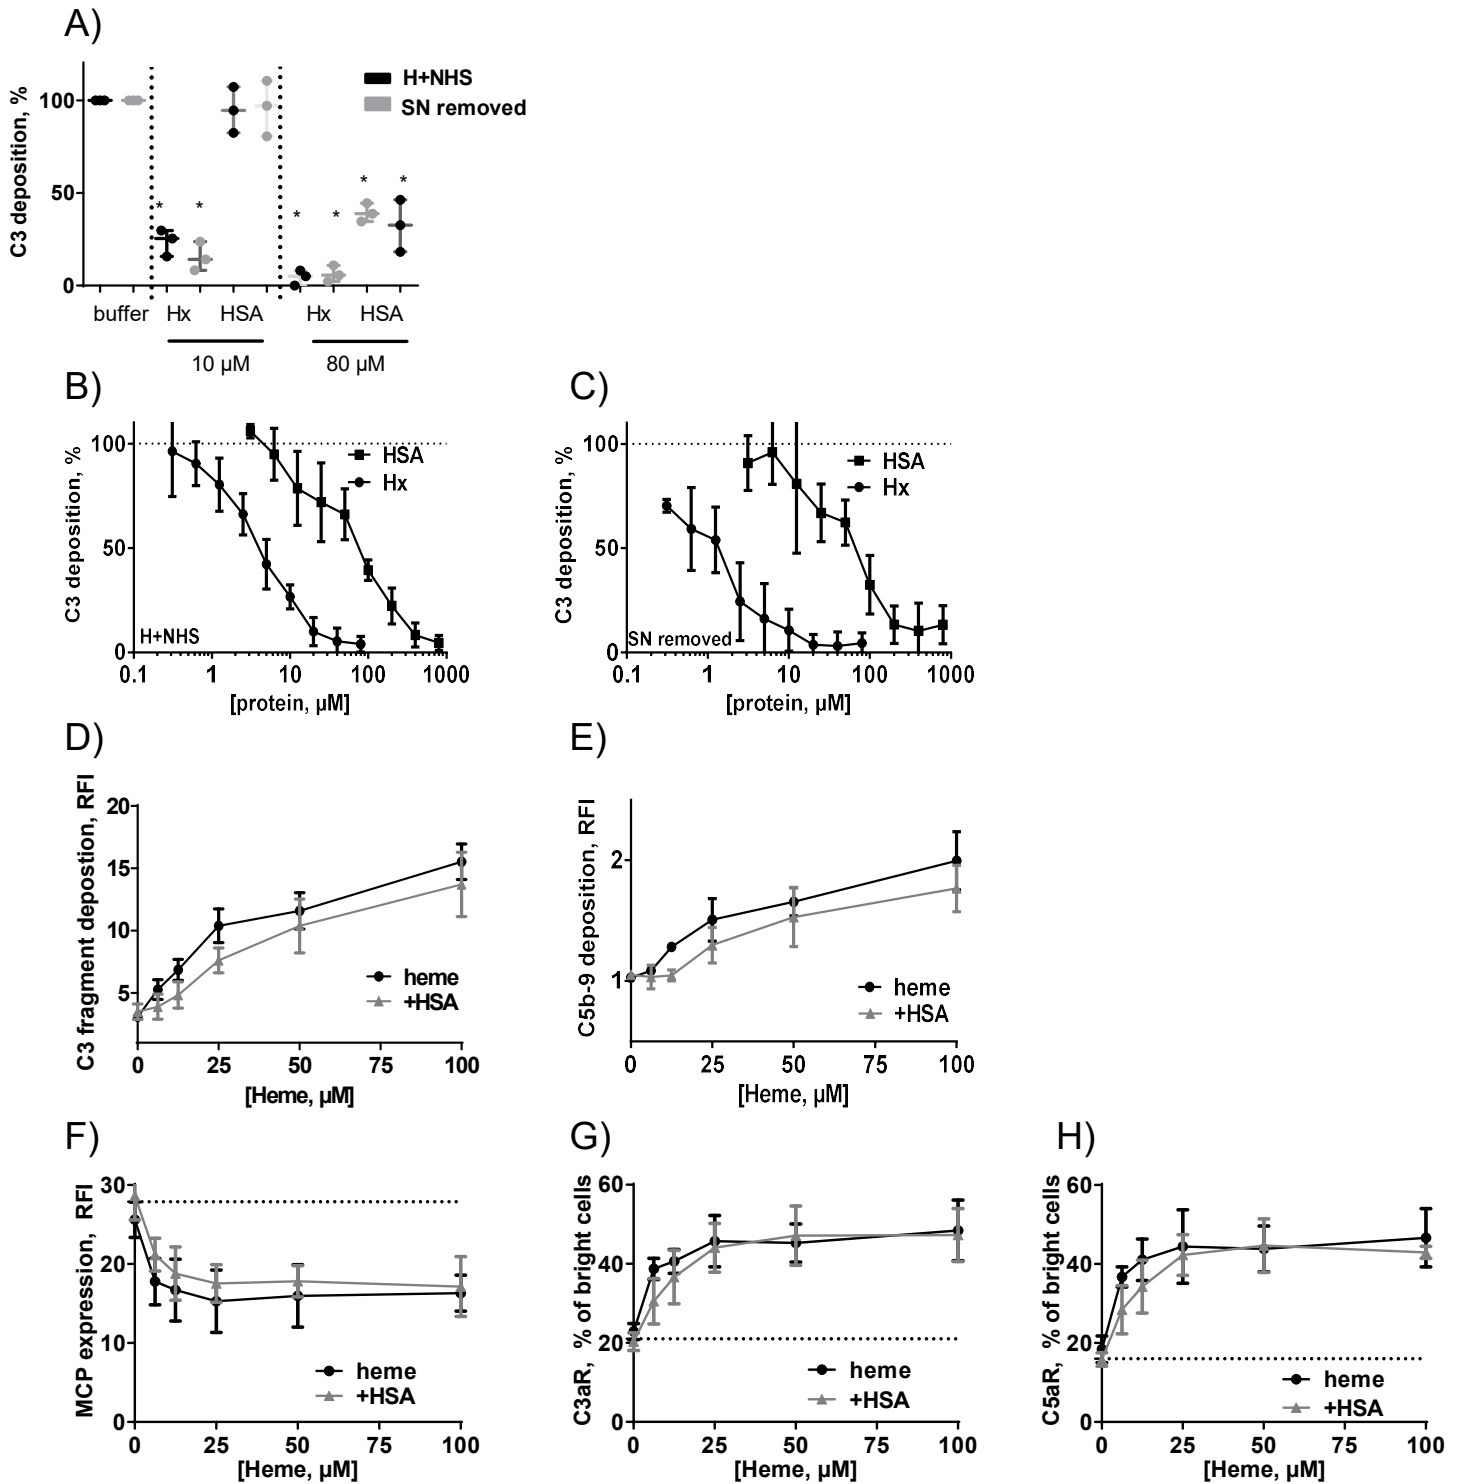 A)
C3 deposition, %
100
50
0
H+NHS
SN removed
* * * * * *
buffer Hx HSA Hx HSA
10 µM 80 µM
B)
C3 deposition, %
100
50
0
HSA
Hx
H+NHS
0.1 1 10 100 1000
[protein, µM]
C)
C3 deposition, %
100
50
0
HSA
Hx
SN removed
0.1 1 10 100 1000
[protein, µM]
D)
C3 fragment depostion, RFI
20
15
10
5
heme
+HSA
0 25 50 75 100
[Heme, µM]
E)
C5b-9 deposition, RFI
2
1
heme
+HSA
0 25 50 75 100
[Heme, µM]
F)
MCP expression, RFI
30
20
10
0
heme
+HSA
0 25 50 75 100
[Heme, µM]
G)
C3aR, % of bright cells
60
40
20
0
heme
+HSA
0 25 50 75 100
[Heme, µM]
H)
C5aR, % of bright cells
60
40
20
0
heme
+HSA
0 25 50 75 100
[Heme, µM]